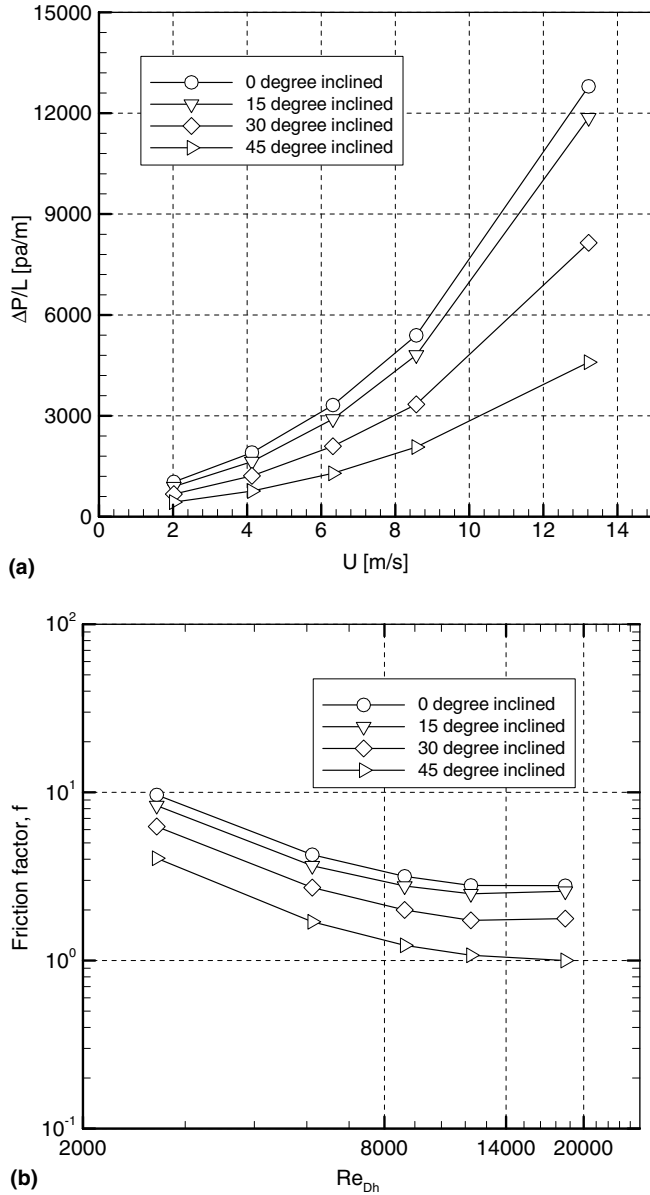 15000
12000
9000
6000
3000
0
ΔP/L [pa/m]
0 degree inclined
15 degree inclined
30 degree inclined
45 degree inclined
0 2 4 6 8 10 12 14
U [m/s]
(a)
10²
10¹
10⁰
10⁻¹
Friction factor, f
0 degree inclined
15 degree inclined
30 degree inclined
45 degree inclined
2000 8000 14000 20000
Re_Dh
(b)